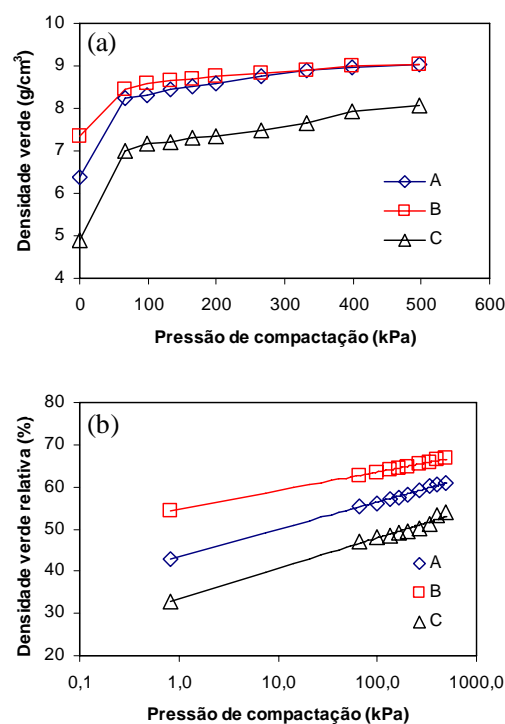 (a)
Densidade verde (g/cm³)
10
9
8
7
6
5
4
A
B
C
0 100 200 300 400 500 600
Pressão de compactação (kPa)
(b)
Densidade verde relativa (%)
80
70
60
50
40
30
20
A
B
C
0,1 1,0 10,0 100,0 1000,0
Pressão de compactação (kPa)